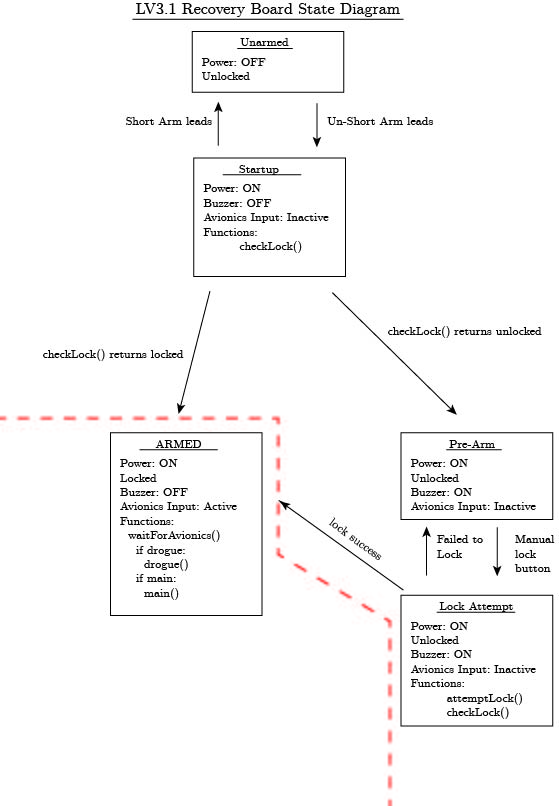 LV3.1 Recovery Board State Diagram
Unarmed
Power: OFF
Unlocked
Short Arm leads
Un-Short Arm leads
Startup
Power: ON
Buzzer: OFF
Avionics Input: Inactive
Functions:
checkLock()
checkLock() returns locked
checkLock() returns unlocked
ARMED
Power: ON
Locked
Buzzer: OFF
Avionics Input: Active
Functions:
waitForAvionics()
if drogue:
drogue()
if main:
main()
Pre-Arm
Power: ON
Unlocked
Buzzer: ON
Avionics Input: Inactive
lock success
Failed to
Lock
Manual
lock
button
Lock Attempt
Power: ON
Unlocked
Buzzer: ON
Avionics Input: Inactive
Functions:
attemptLock()
checkLock()